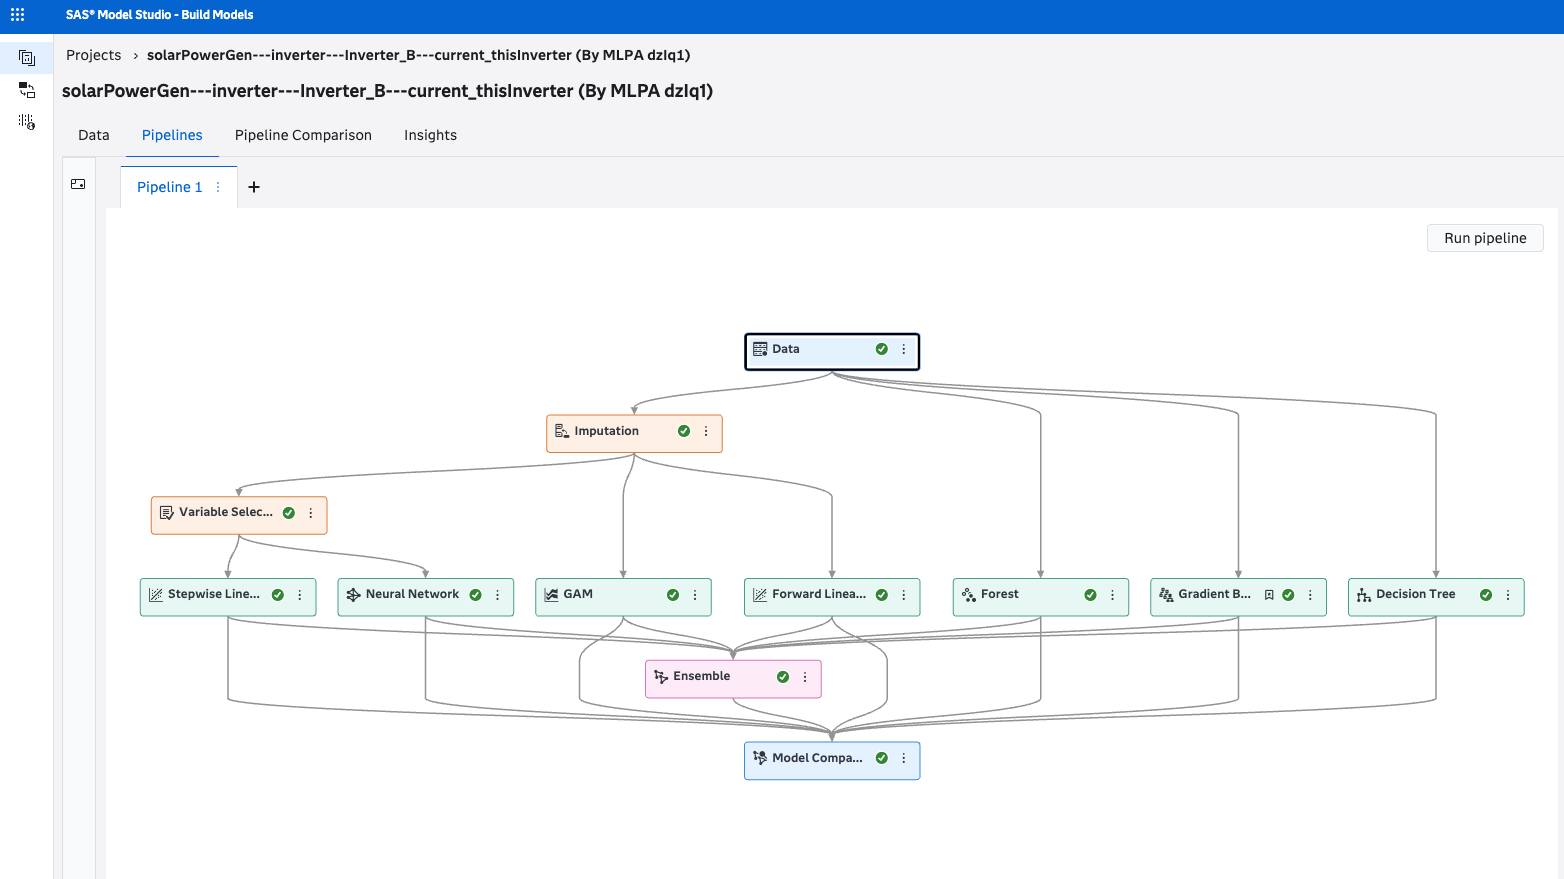 SAS® Model Studio - Build Models
Projects › solarPowerGen---inverter---Inverter_B---current_thisInverter (By MLPA dzIq1)
solarPowerGen---inverter---Inverter_B---current_thisInverter (By MLPA dzIq1)
Data Pipelines Pipeline Comparison Insights
Pipeline 1
Run pipeline
Data
Imputation
Variable Selec...
Stepwise Line... Neural Network GAM Forward Linea... Forest Gradient B... Decision Tree
Ensemble
Model Compa...